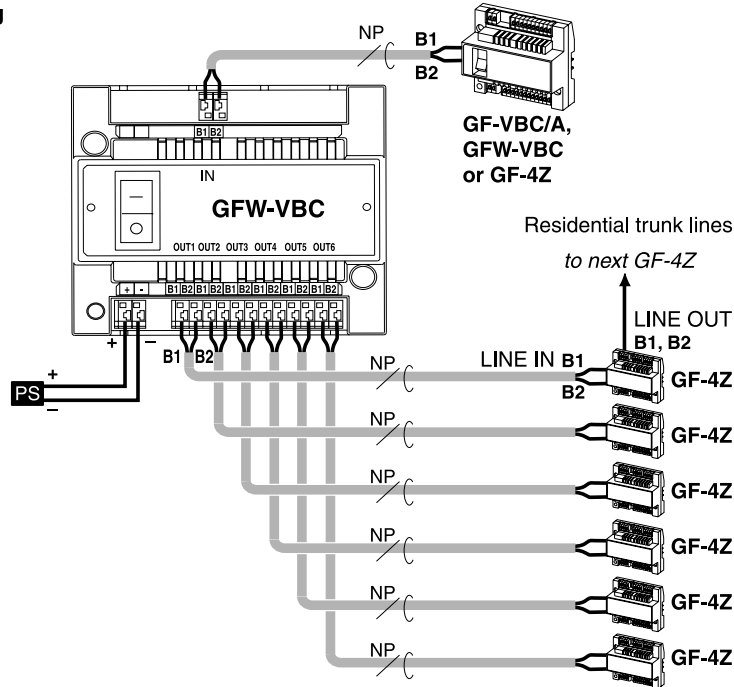 NP
B1
B2
GF-VBC/A,
GFW-VBC
or GF-4Z
B1 B2
IN
GFW-VBC
OUT1 OUT2 OUT3 OUT4 OUT5 OUT6
+ - B1 B2 B1 B2 B1 B2 B1 B2 B1 B2 B1 B2
Residential trunk lines
to next GF-4Z
LINE OUT
B1, B2
+ −
B1 B2
PS
+
−
NP
LINE IN B1
B2
GF-4Z
NP
GF-4Z
NP
GF-4Z
NP
GF-4Z
NP
GF-4Z
NP
GF-4Z